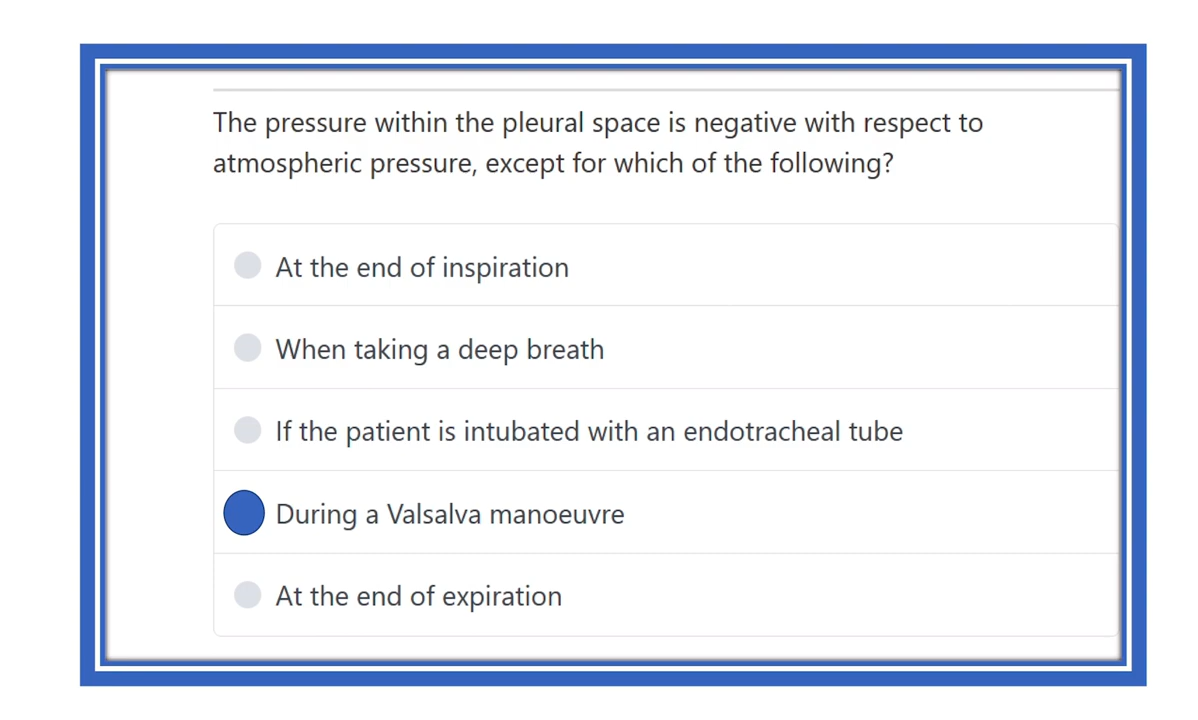 The pressure within the pleural space is negative with respect to
atmospheric pressure, except for which of the following?
At the end of inspiration
When taking a deep breath
If the patient is intubated with an endotracheal tube
During a Valsalva manoeuvre
At the end of expiration